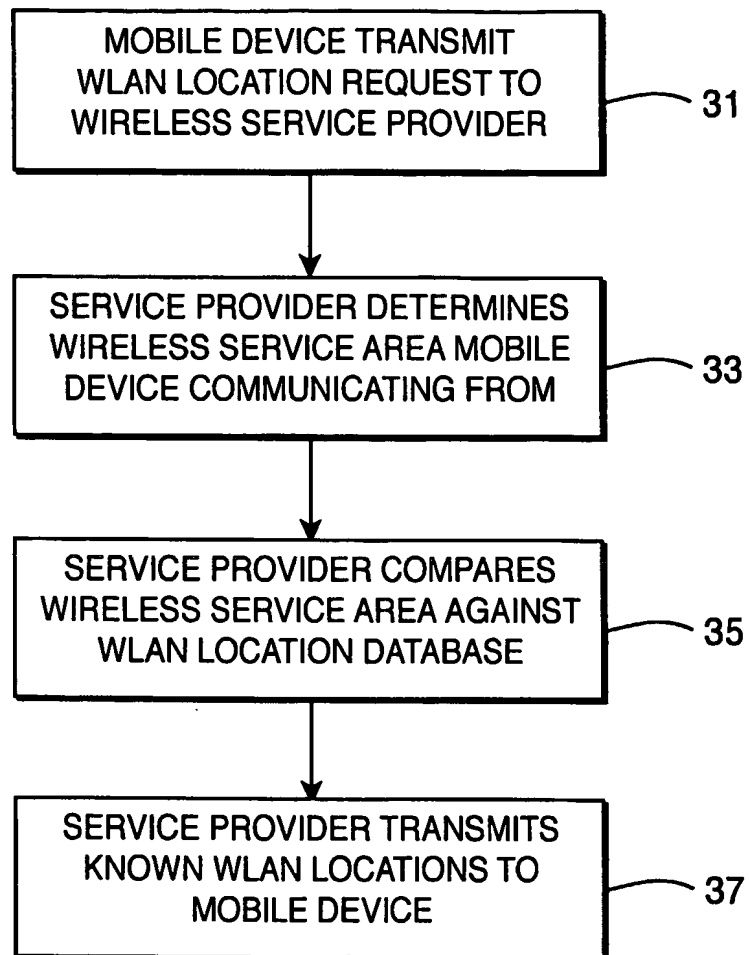 MOBILE DEVICE TRANSMIT
WLAN LOCATION REQUEST TO
WIRELESS SERVICE PROVIDER
31
SERVICE PROVIDER DETERMINES
WIRELESS SERVICE AREA MOBILE
DEVICE COMMUNICATING FROM
33
SERVICE PROVIDER COMPARES
WIRELESS SERVICE AREA AGAINST
WLAN LOCATION DATABASE
35
SERVICE PROVIDER TRANSMITS
KNOWN WLAN LOCATIONS TO
MOBILE DEVICE
37